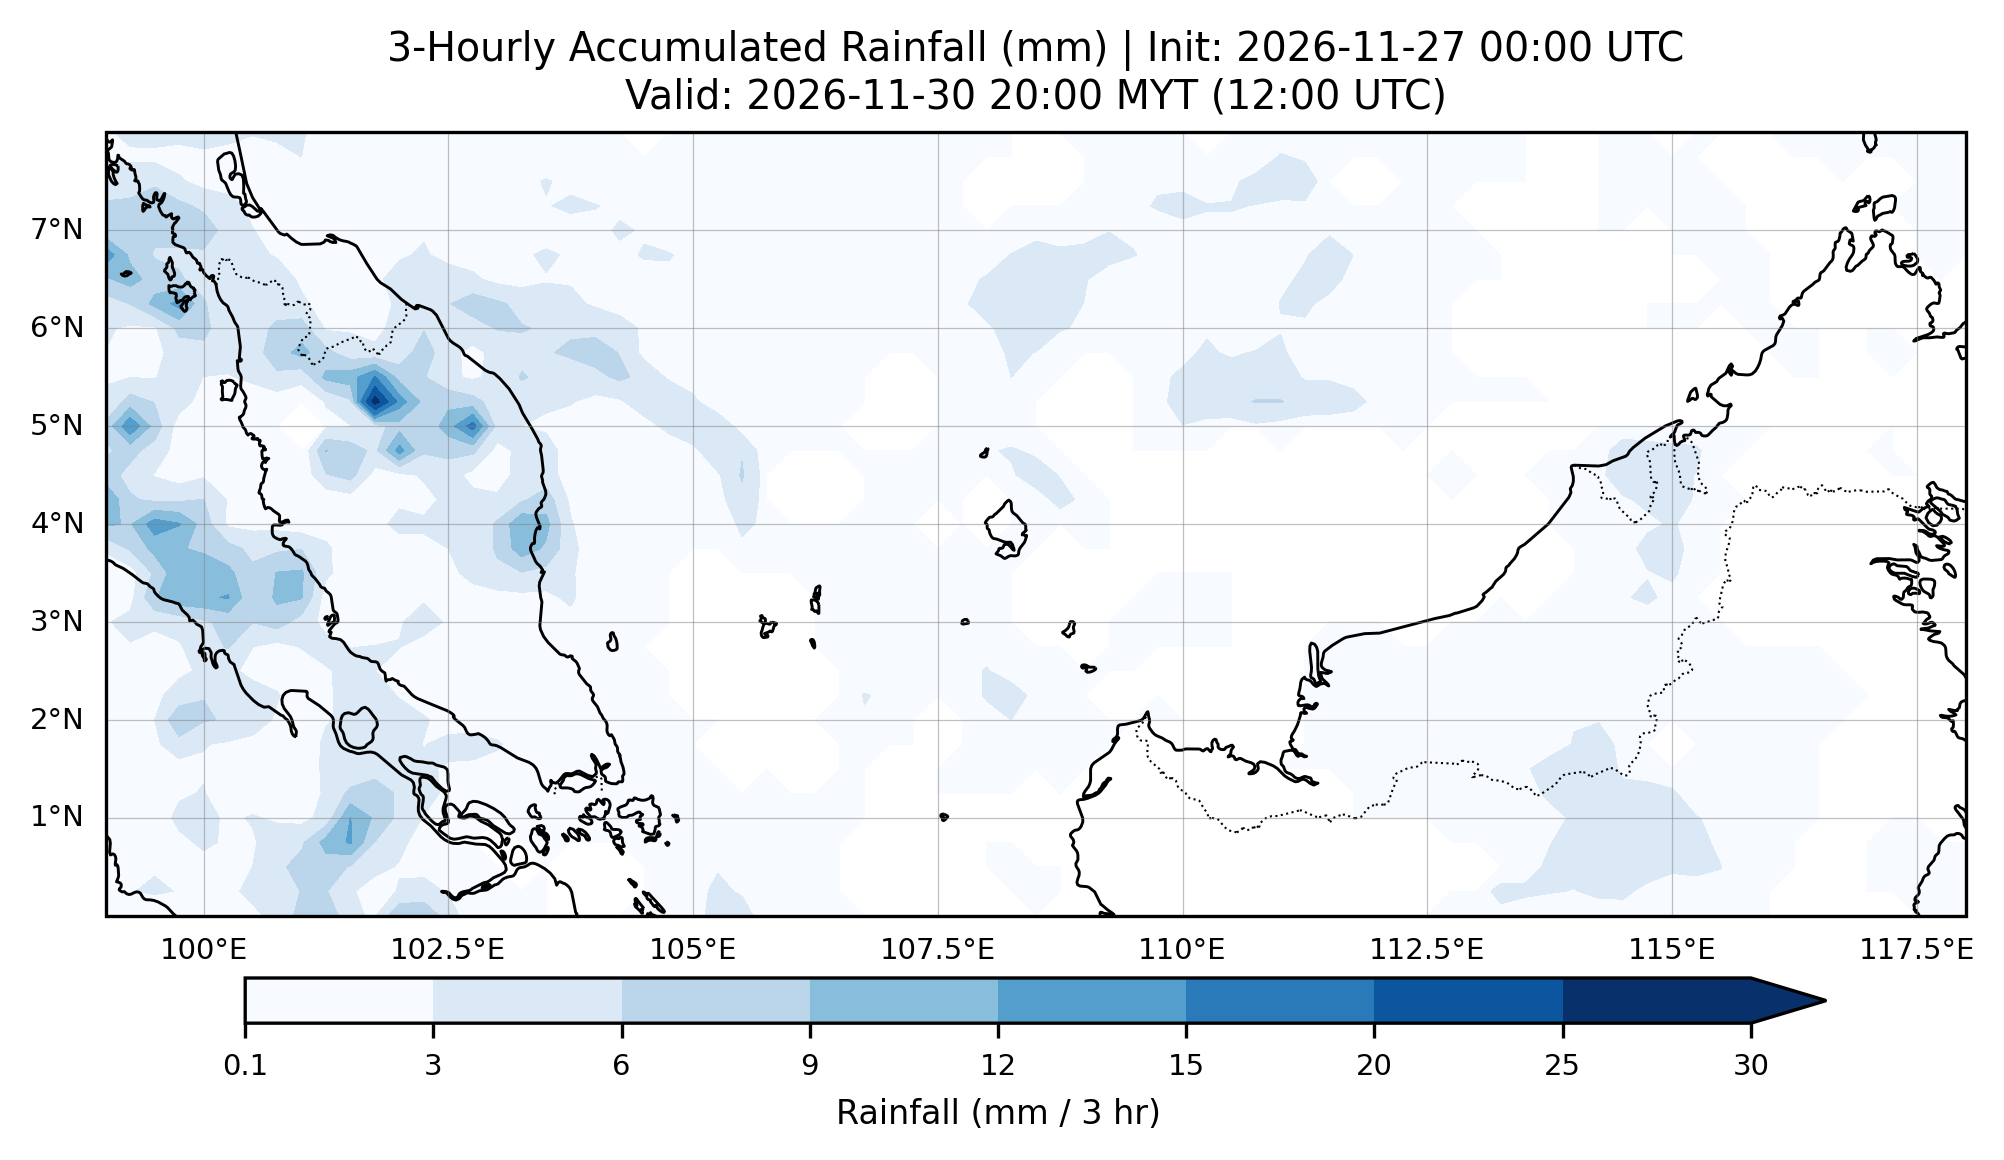 3-Hourly Accumulated Rainfall (mm) | Init: 2026-11-27 00:00 UTC
Valid: 2026-11-30 20:00 MYT (12:00 UTC)
7°N
6°N
5°N
4°N
3°N
2°N
1°N
100°E 102.5°E 105°E 107.5°E 110°E 112.5°E 115°E 117.5°E
0.1 3 6 9 12 15 20 25 30
Rainfall (mm / 3 hr)